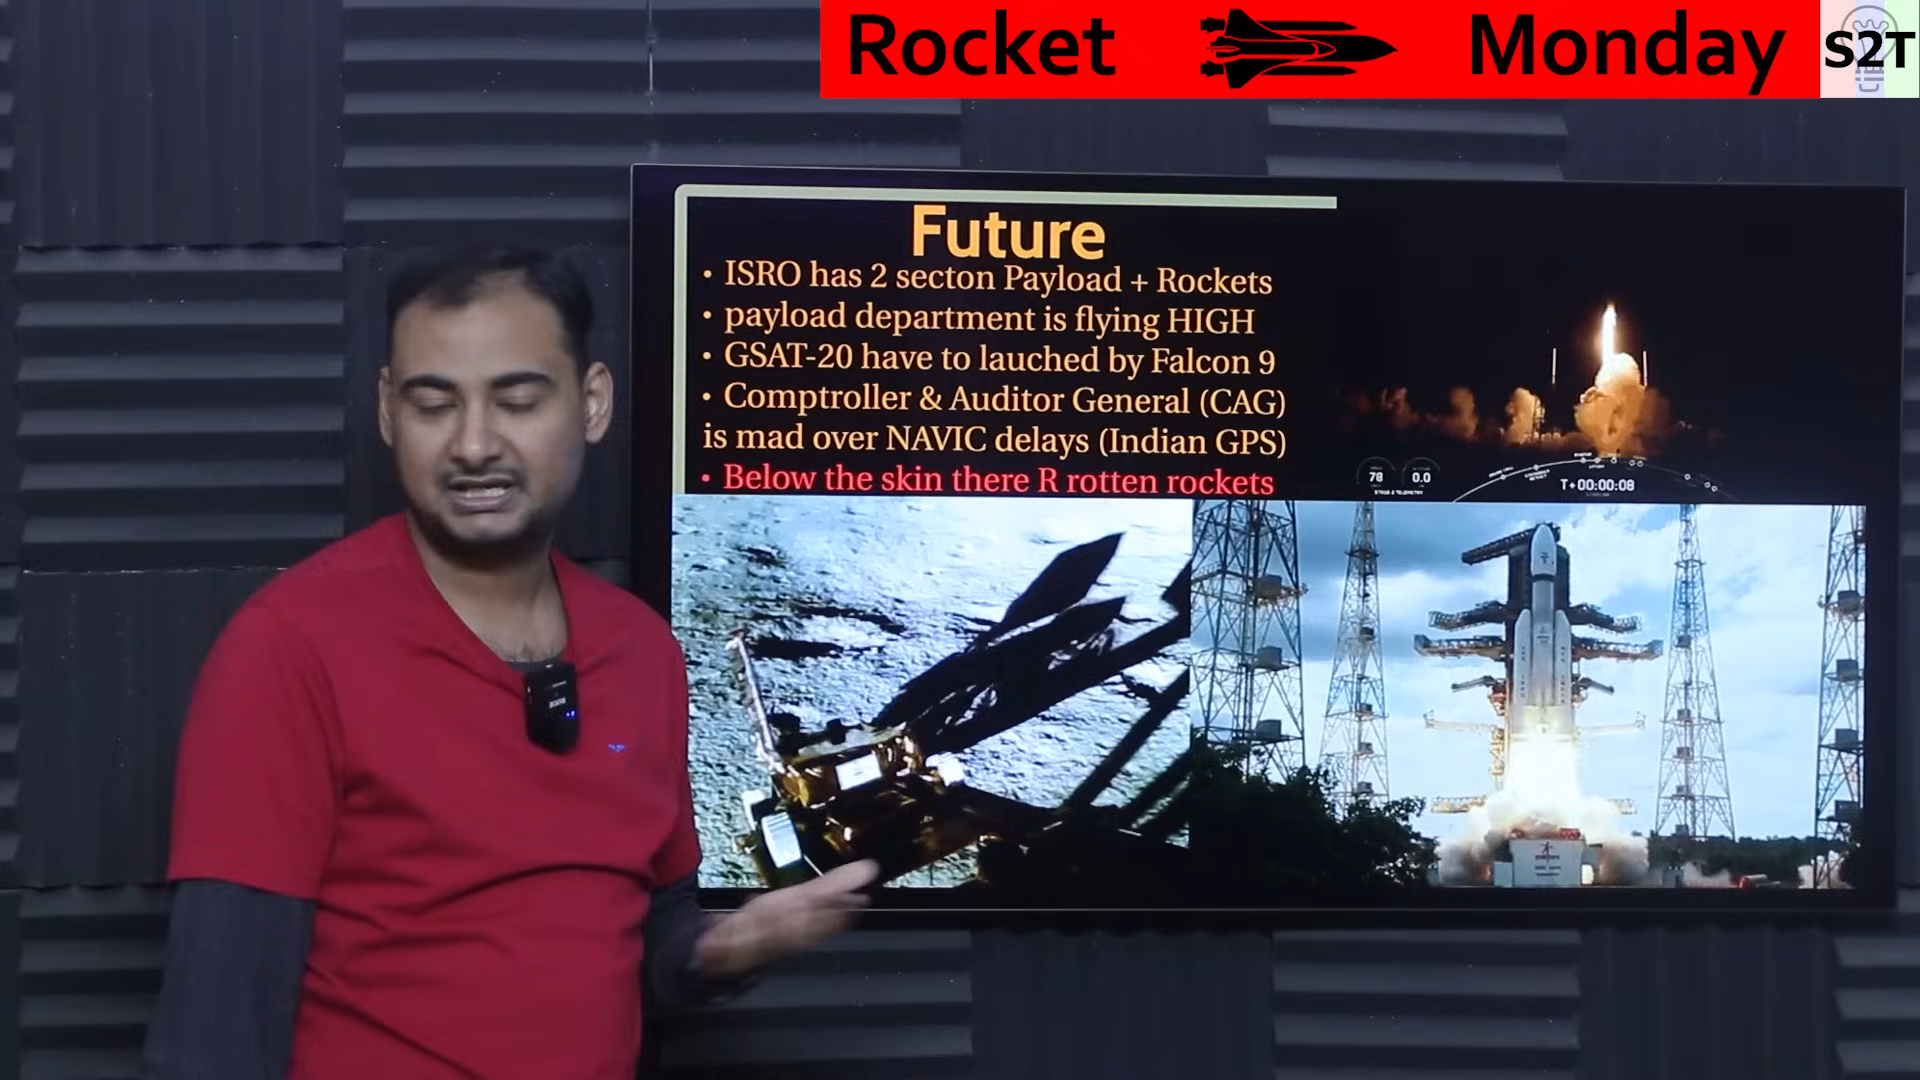 Rocket Monday S2T
Future
• ISRO has 2 secton Payload + Rockets
• payload department is flying HIGH
• GSAT-20 have to lauched by Falcon 9
• Comptroller & Auditor General (CAG)
is mad over NAVIC delays (Indian GPS)
• Below the skin there R rotten rockets
78 0.0
T+00:00:08